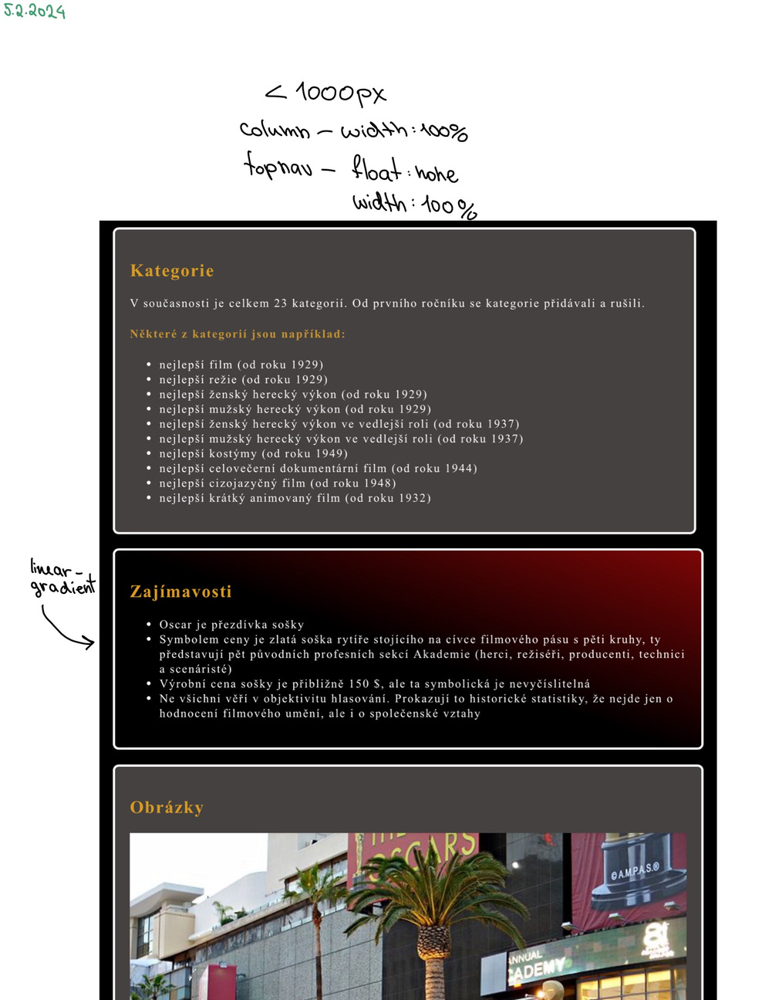 5.2.2024
< 1000px
column – width: 100%
topnav – float: none
width: 100%
Kategorie
V současnosti je celkem 23 kategorií. Od prvního ročníku se kategorie přidávali a rušili.
Některé z kategorií jsou například:
• nejlepší film (od roku 1929)
• nejlepší režie (od roku 1929)
• nejlepší ženský herecký výkon (od roku 1929)
• nejlepší mužský herecký výkon (od roku 1929)
• nejlepší ženský herecký výkon ve vedlejší roli (od roku 1937)
• nejlepší mužský herecký výkon ve vedlejší roli (od roku 1937)
• nejlepší kostýmy (od roku 1949)
• nejlepší celovečerní dokumentární film (od roku 1944)
• nejlepší cizojazyčný film (od roku 1948)
• nejlepší krátký animovaný film (od roku 1932)
linear-
gradient
Zajímavosti
• Oscar je přezdívka sošky
• Symbolem ceny je zlatá soška rytíře stojícího na cívce filmového pásu s pěti kruhy, ty
představují pět původních profesních sekcí Akademie (herci, režiséři, producenti, technici
a scenáristé)
• Výrobní cena sošky je přibližně 150 $, ale ta symbolická je nevyčíslitelná
• Ne všichni věří v objektivitu hlasování. Prokazují to historické statistiky, že nejde jen o
hodnocení filmového umění, ale i o společenské vztahy
Obrázky
THE
OSCARS
©A.M.P.A.S.®
81
ANNUAL
CADEMY